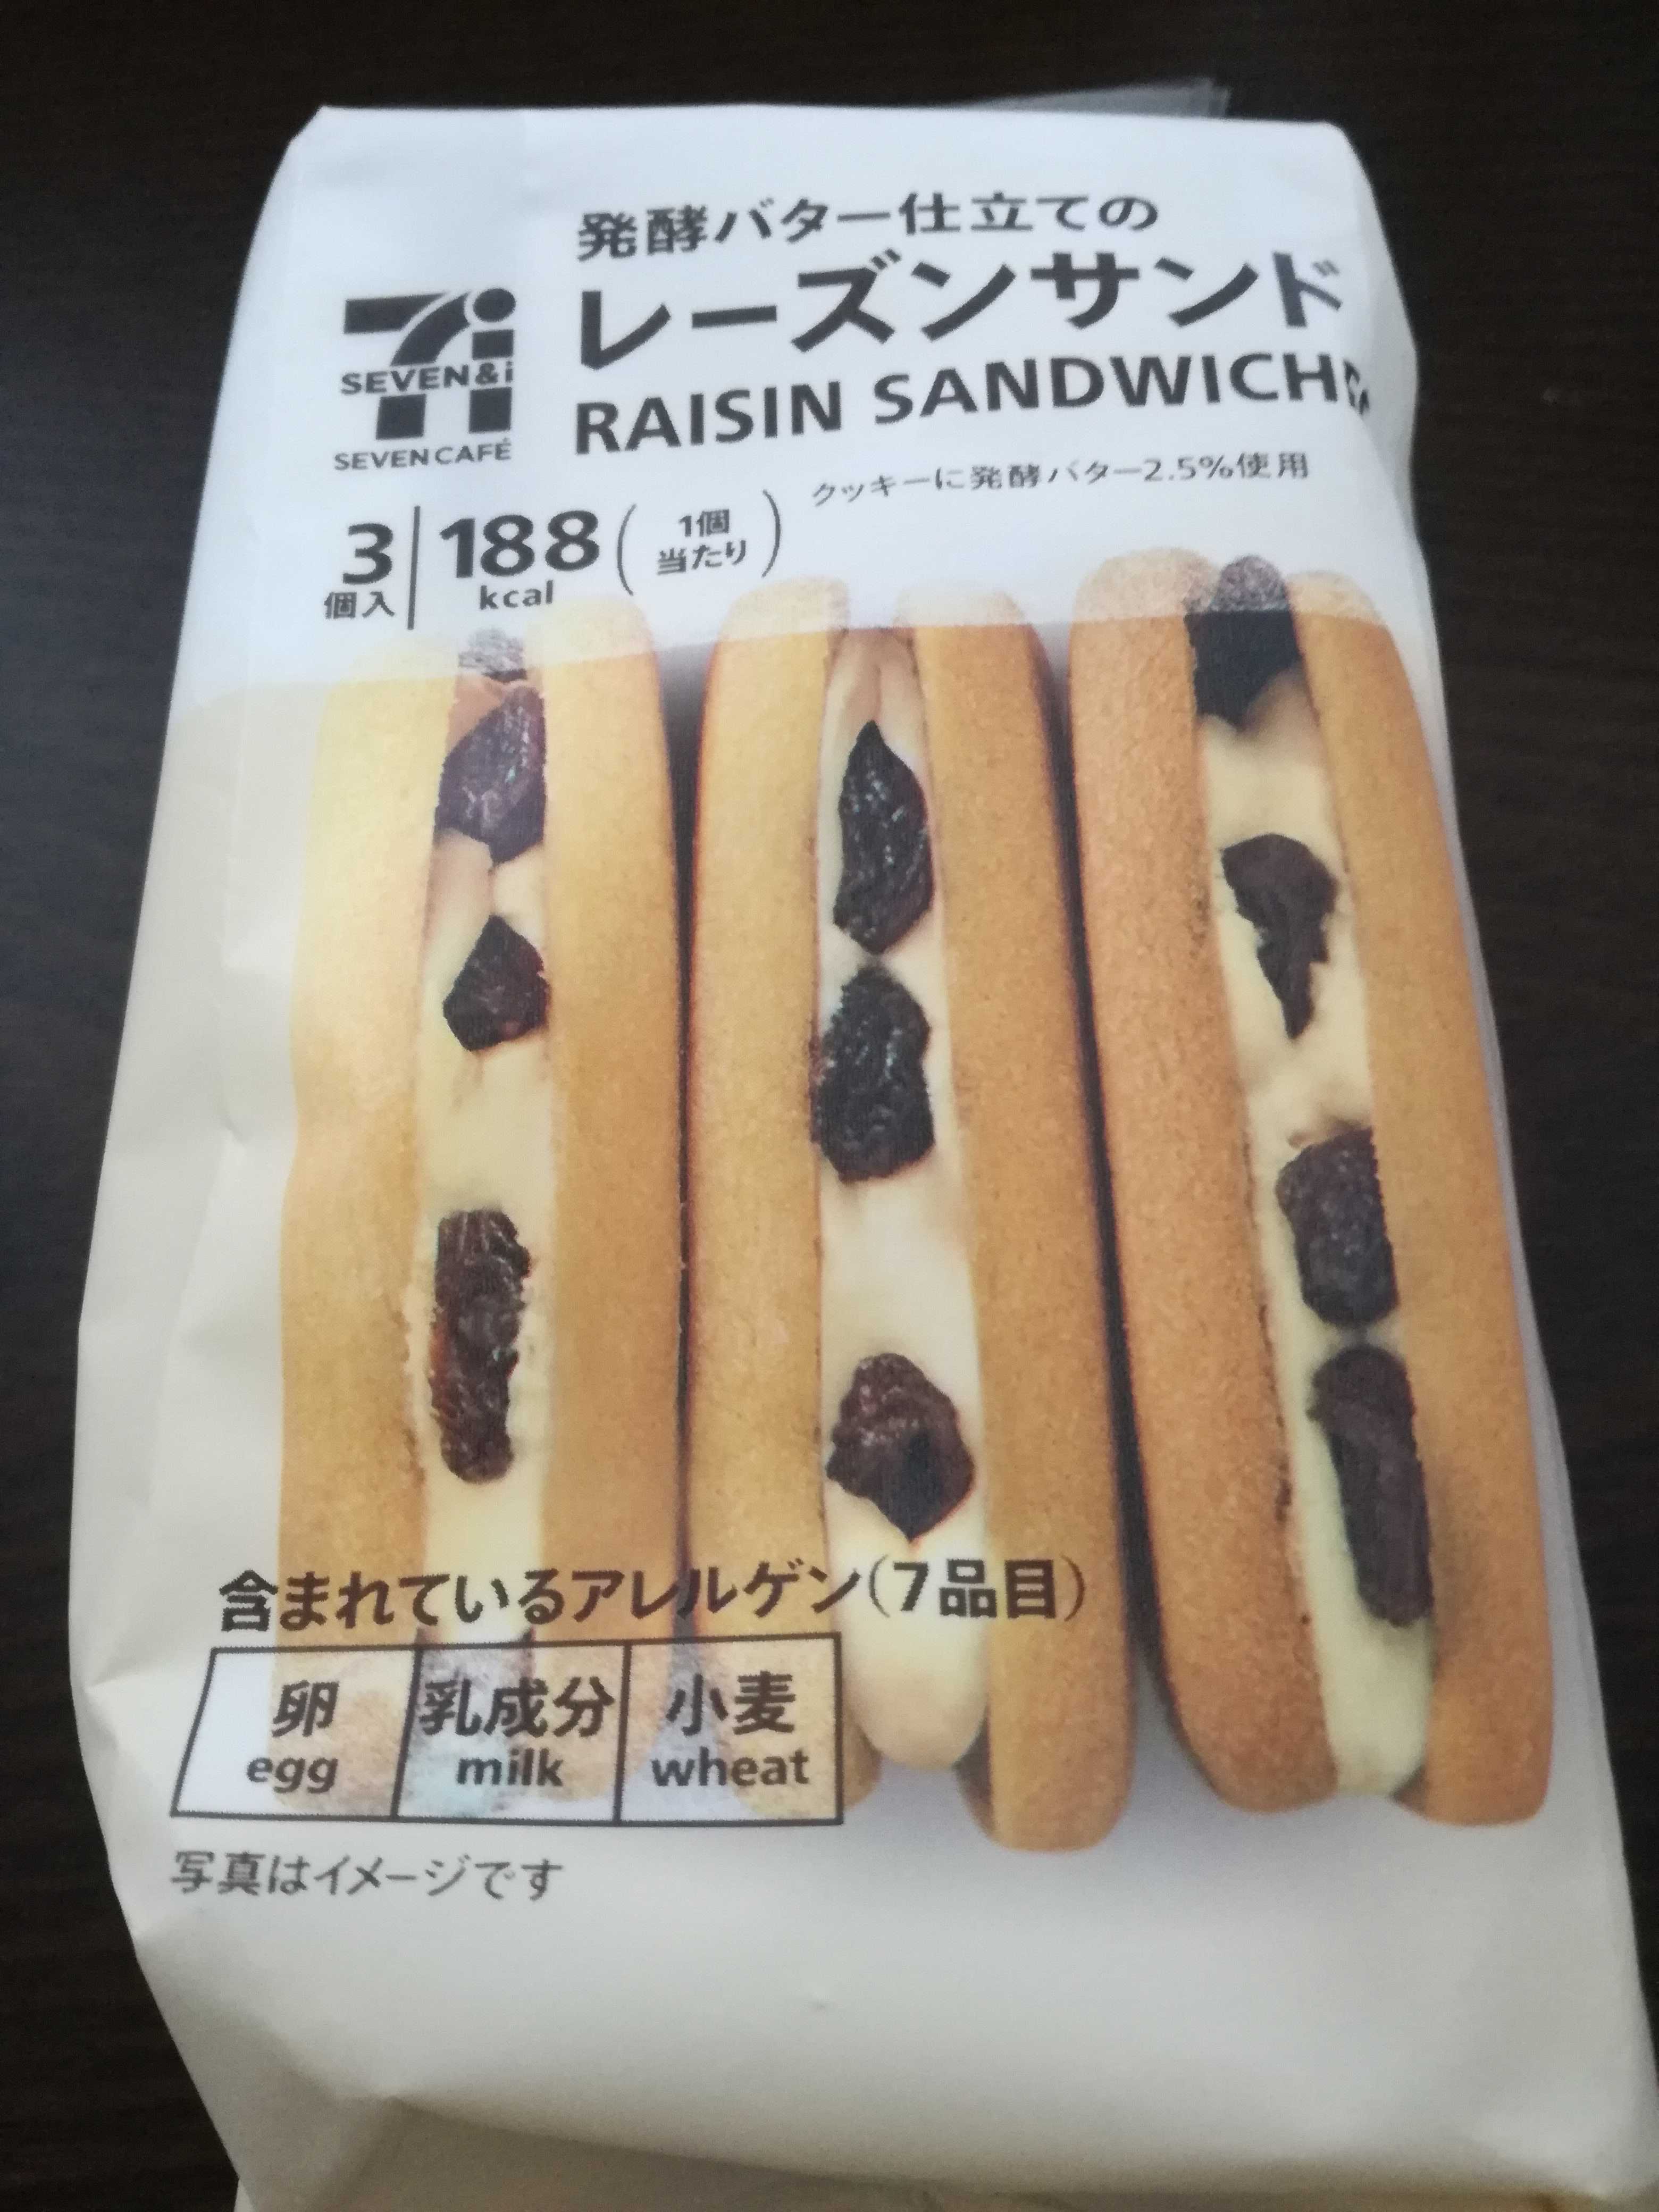 発酵バター仕立ての
レーズンサンド
RAISIN SANDWICH
SEVEN&i
SEVEN CAFÉ
クッキーに発酵バター2.5%使用
3個入
188kcal
(1個当たり)
含まれているアレルゲン(7品目)
卵 乳成分 小麦
egg milk wheat
写真はイメージです